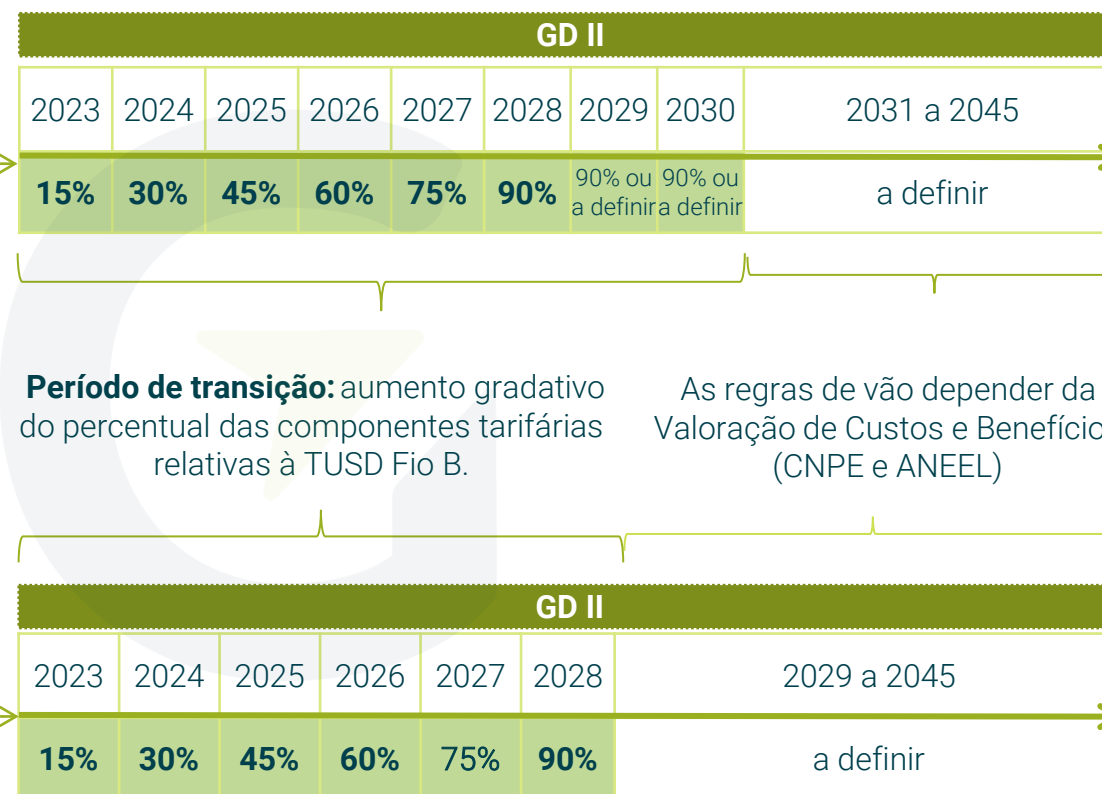 GD II
2023 2024 2025 2026 2027 2028 2029 2030 2031 a 2045
15% 30% 45% 60% 75% 90% 90% ou a definir 90% ou a definir a definir
Período de transição: aumento gradativo
do percentual das componentes tarifárias
relativas à TUSD Fio B.
As regras de vão depender da
Valoração de Custos e Benefício
(CNPE e ANEEL)
GD II
2023 2024 2025 2026 2027 2028 2029 a 2045
15% 30% 45% 60% 75% 90% a definir